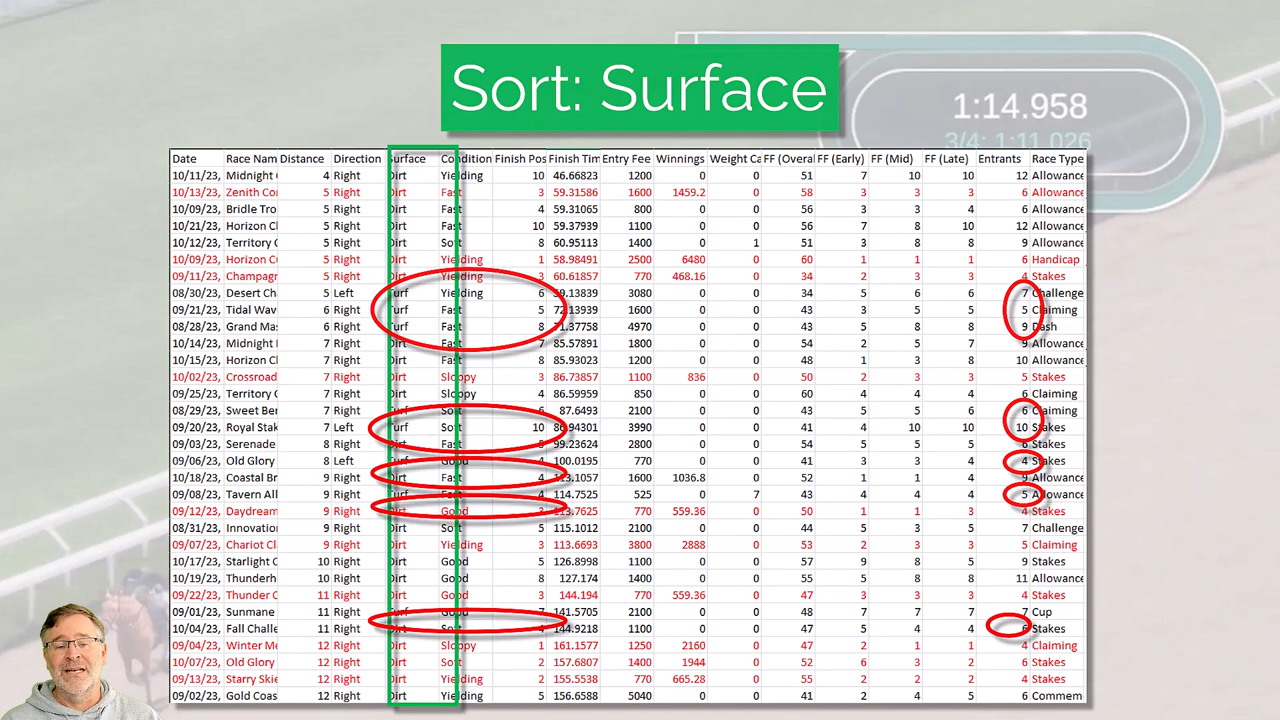 Sort: Surface
1:14.958
3/4: 1:11.026
Date Race Nam Distance Direction Surface Condition Finish Pos Finish Tim Entry Fee Winnings Weight Ca FF (Overal FF (Early) FF (Mid) FF (Late) Entrants Race Type
10/11/23, Midnight 4 Right Dirt Yielding 10 46.66823 1200 0 0 51 7 10 10 12 Allowance
10/13/23, Zenith Co 5 Right Dirt Fast 3 59.31586 1600 1459.2 0 58 3 3 3 6 Allowance
10/09/23, Bridle Tro 5 Right Dirt Fast 4 59.31065 800 0 0 56 3 3 4 6 Allowance
10/21/23, Horizon C 5 Right Dirt Fast 10 59.37939 1100 0 0 56 7 8 10 12 Allowance
10/12/23, Territory C 5 Right Dirt Soft 8 60.95113 1400 0 1 51 3 8 8 9 Allowance
10/09/23, Horizon C 5 Right Dirt Yielding 1 58.98491 2500 6480 0 60 1 1 1 6 Handicap
09/11/23, Champagn 5 Right Dirt Yielding 3 60.61857 770 468.16 0 34 2 3 3 4 Stakes
08/30/23, Desert Ch 5 Left Turf Yielding 6 59.13839 3080 0 0 34 5 6 6 7 Challenge
09/21/23, Tidal Wav 6 Right Turf Fast 5 72.13939 1600 0 0 43 3 5 5 5 Claiming
08/28/23, Grand Mas 6 Right Turf Fast 8 71.37758 4970 0 0 43 5 8 8 9 Dash
10/14/23, Midnight 7 Right Dirt Fast 7 85.57891 1800 0 0 54 2 5 7 9 Allowance
10/15/23, Horizon C 7 Right Dirt Fast 8 85.93023 1200 0 0 48 1 3 8 10 Allowance
10/02/23, Crossroad 7 Right Dirt Sloppy 3 86.73857 1100 836 0 50 2 3 3 5 Stakes
09/25/23, Territory C 7 Right Dirt Sloppy 4 86.59959 850 0 0 60 4 4 4 6 Claiming
08/29/23, Sweet Ber 7 Right Turf Soft 6 87.6493 2100 0 0 43 5 5 6 6 Claiming
09/20/23, Royal Stak 7 Left Turf Soft 10 86.94301 3990 0 0 41 4 10 10 10 Stakes
09/03/23, Serenade 8 Right Dirt Fast 5 99.23624 2800 0 0 54 5 5 5 6 Stakes
09/06/23, Old Glory 8 Left Turf Good 4 100.0195 770 0 0 41 3 3 4 4 Stakes
10/18/23, Coastal Br 9 Right Dirt Fast 4 113.1057 1600 1036.8 0 52 1 1 4 9 Allowance
09/08/23, Tavern All 9 Right Turf Fast 4 114.7525 525 0 7 43 4 4 4 5 Allowance
09/12/23, Daydream 9 Right Dirt Good 3 113.7625 770 559.36 0 50 1 1 3 4 Stakes
08/31/23, Innovation 9 Right Dirt Soft 5 115.1012 2100 0 0 44 5 3 5 7 Challenge
09/07/23, Chariot Cl 9 Right Dirt Yielding 3 113.6693 3800 2888 0 53 2 3 3 5 Claiming
10/17/23, Starlight C 10 Right Dirt Good 5 126.8998 1100 0 0 57 9 8 5 9 Stakes
10/19/23, Thunderh 10 Right Dirt Good 8 127.174 1400 0 0 55 5 8 8 11 Allowance
09/22/23, Thunder C 11 Right Dirt Good 3 144.194 770 559.36 0 47 3 3 3 4 Stakes
09/01/23, Sunmane 11 Right Turf Good 7 141.5705 2100 0 0 48 7 7 7 7 Cup
10/04/23, Fall Challe 11 Right Dirt Soft 4 144.9218 1100 0 0 47 5 4 4 6 Stakes
09/04/23, Winter Me 12 Right Dirt Sloppy 1 161.1577 1250 2160 0 47 2 1 1 4 Claiming
10/07/23, Old Glory 12 Right Dirt Soft 2 157.6807 1400 1944 0 52 6 3 2 6 Stakes
09/13/23, Starry Skie 12 Right Dirt Yielding 2 155.5538 770 665.28 0 55 2 2 2 4 Stakes
09/02/23, Gold Coas 12 Right Dirt Yielding 5 156.6588 5040 0 0 41 2 4 5 6 Commem